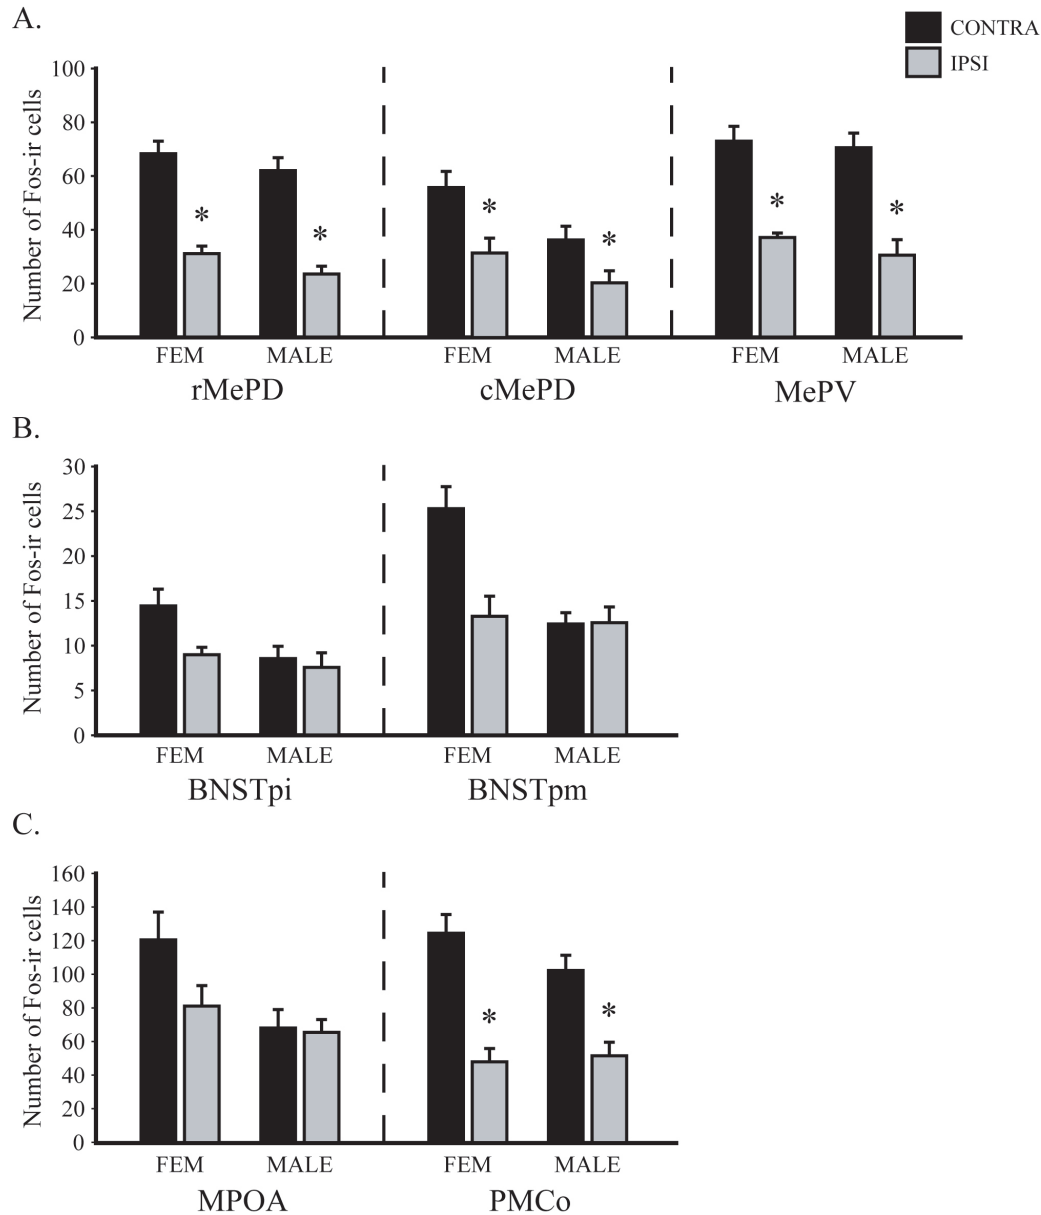 A.
CONTRA
IPSI
Number of Fos-ir cells
100
80
60
40
20
0
* * * * * *
FEM MALE FEM MALE FEM MALE
rMePD cMePD MePV
B.
Number of Fos-ir cells
30
25
20
15
10
5
0
FEM MALE FEM MALE
BNSTpi BNSTpm
C.
Number of Fos-ir cells
160
140
120
100
80
60
40
20
0
* *
FEM MALE FEM MALE
MPOA PMCo